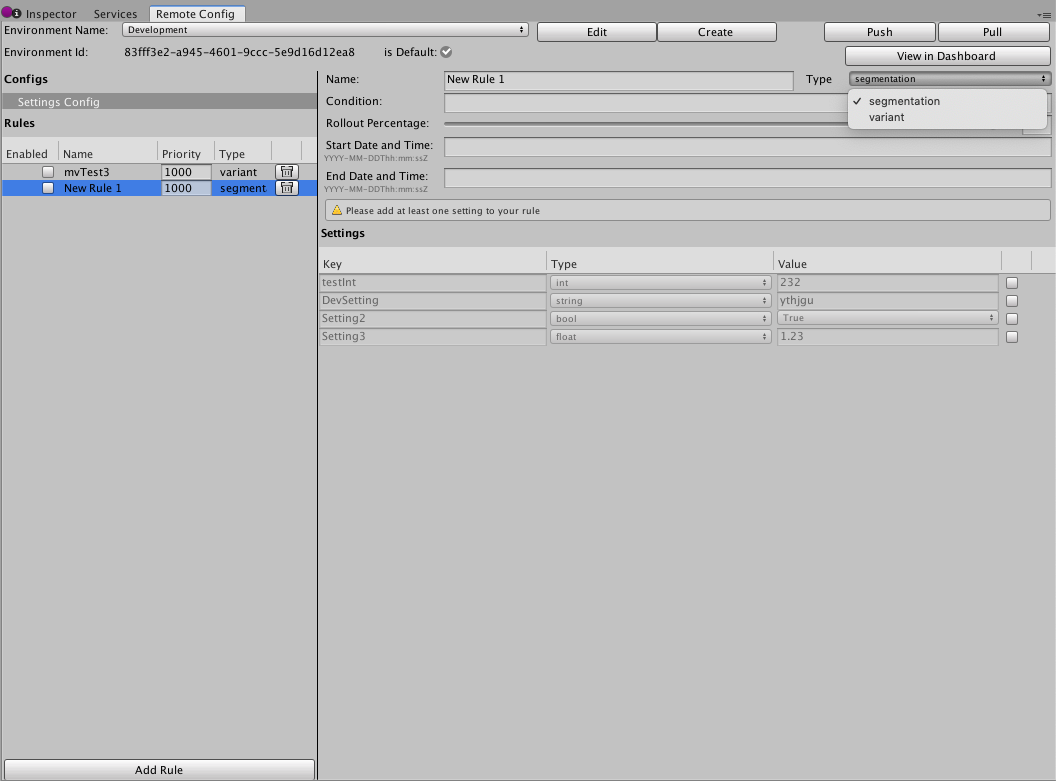 Inspector Services Remote Config
Environment Name: Development Edit Create Push Pull
Environment Id: 83fff3e2-a945-4601-9ccc-5e9d16d12ea8 is Default:
View in Dashboard
Configs
Settings Config
Rules
Enabled Name Priority Type
mvTest3 1000 variant
New Rule 1 1000 segment
Add Rule
Name: New Rule 1 Type segmentation
segmentation
variant
Condition:
Rollout Percentage:
Start Date and Time:
YYYY-MM-DDThh:mm:ssZ
End Date and Time:
YYYY-MM-DDThh:mm:ssZ
Please add at least one setting to your rule
Settings
Key Type Value
testInt int 232
DevSetting string ythjgu
Setting2 bool True
Setting3 float 1.23